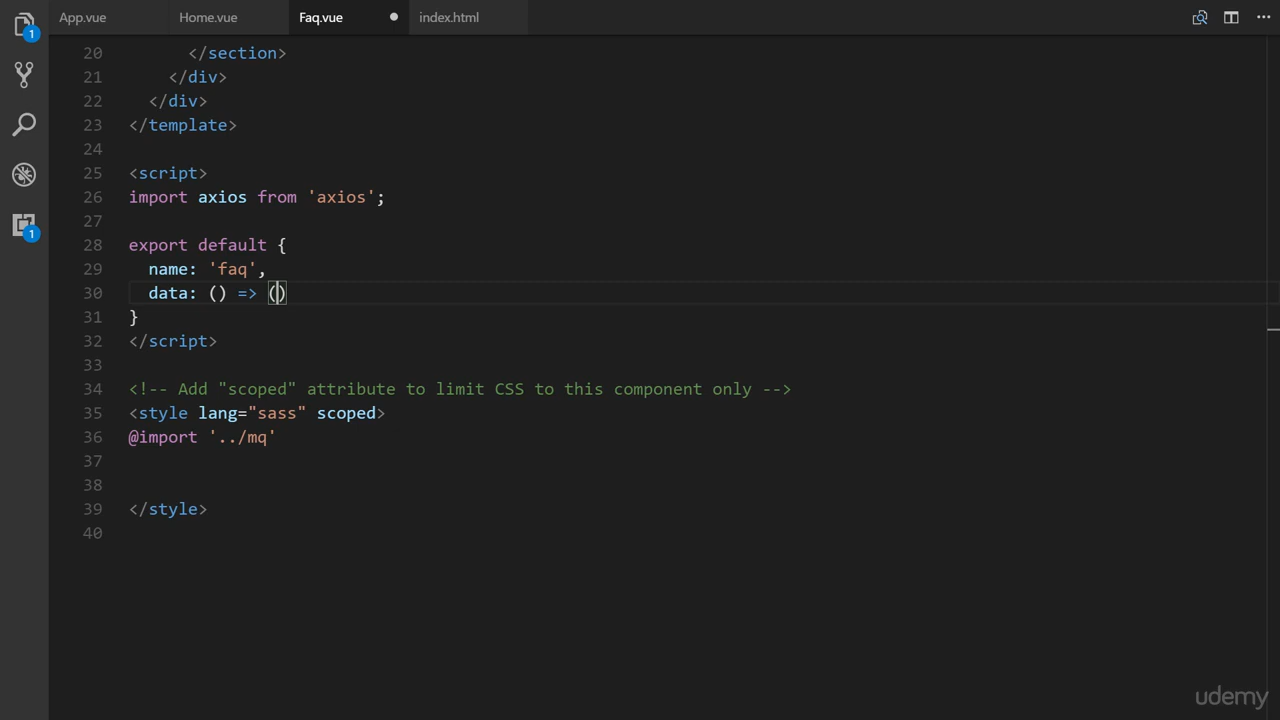 App.vue Home.vue Faq.vue index.html
1
1
20 </section>
21 </div>
22 </div>
23 </template>
24
25 <script>
26 import axios from 'axios';
27
28 export default {
29 name: 'faq',
30 data: () => ()
31 }
32 </script>
33
34 <!-- Add "scoped" attribute to limit CSS to this component only -->
35 <style lang="sass" scoped>
36 @import '../mq'
37
38
39 </style>
40
udemy